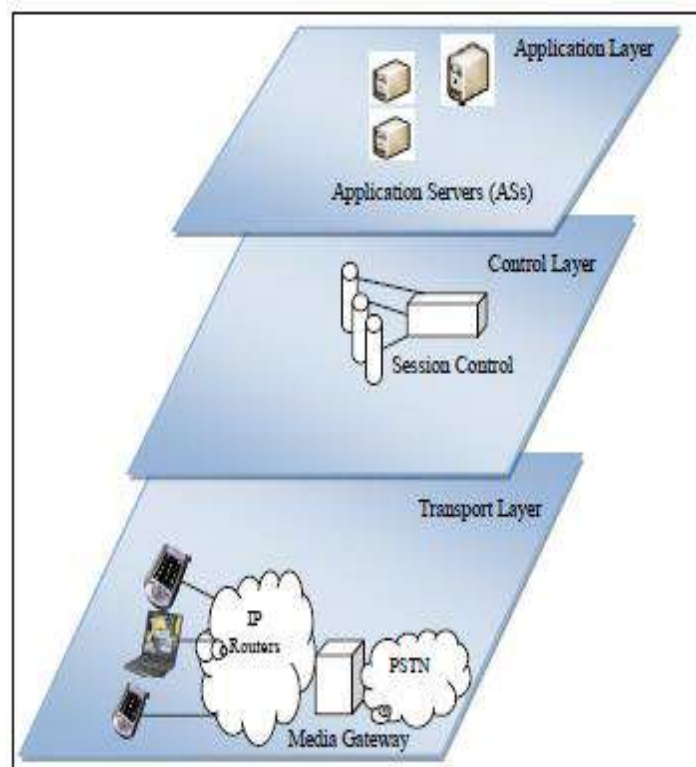 Application Layer
Application Servers (ASs)
Control Layer
Session Control
Transport Layer
IP
Routers
PSTN
Media Gateway